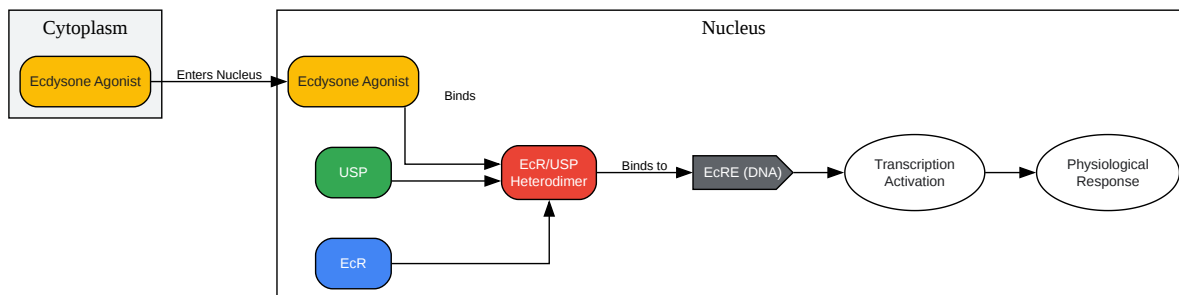 Cytoplasm
Nucleus
Ecdysone Agonist
Enters Nucleus
Ecdysone Agonist
Binds
USP
EcR/USP
Heterodimer
Binds to
EcRE (DNA)
Transcription
Activation
Physiological
Response
EcR